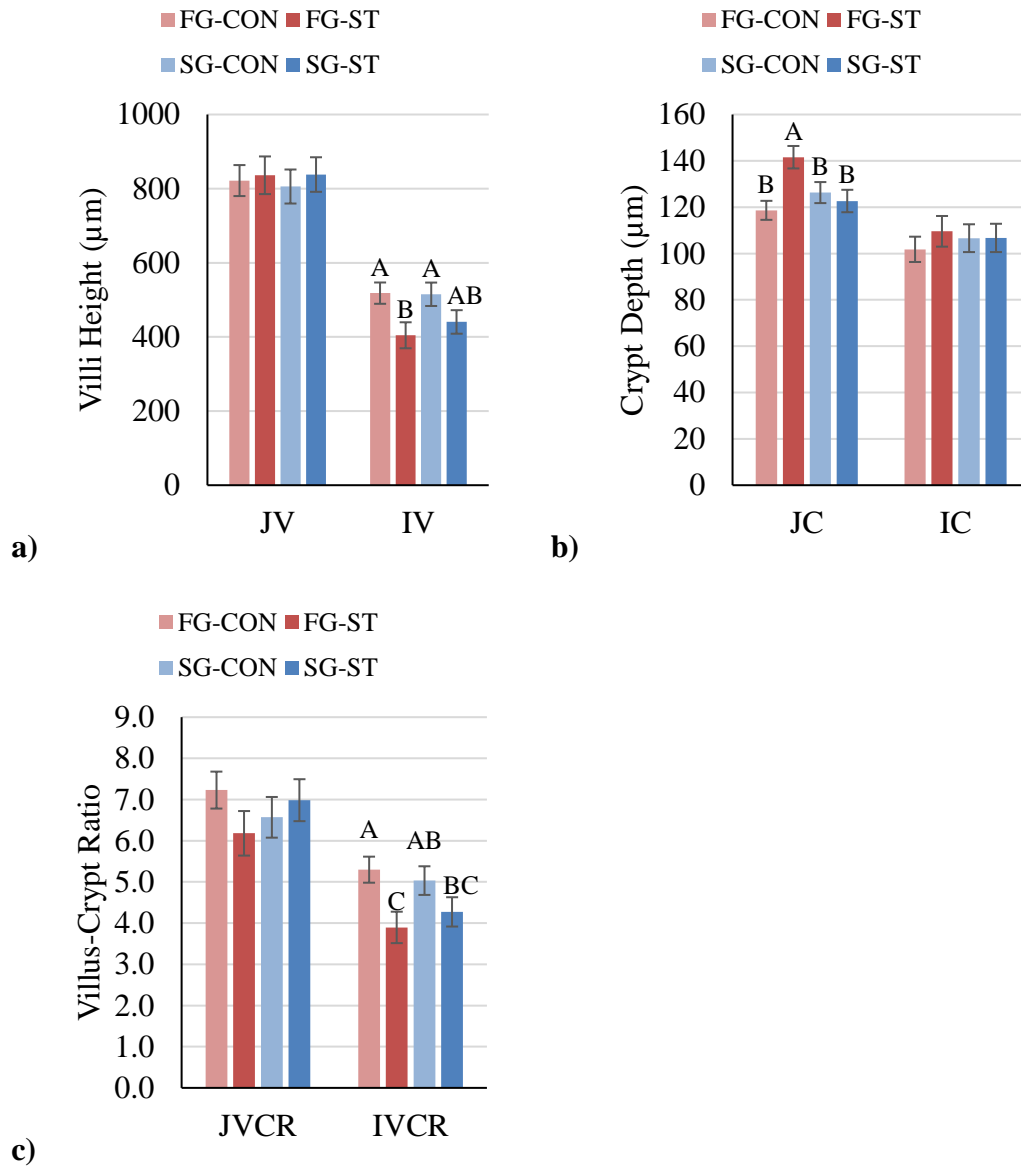 FG-CON FG-ST
SG-CON SG-ST
1000
800
600
400
200
0
Villi Height (µm)
A
B
A
AB
JV IV
a)
FG-CON FG-ST
SG-CON SG-ST
160
140
120
100
80
60
40
20
0
Crypt Depth (µm)
B
A
B
B
JC IC
b)
FG-CON FG-ST
SG-CON SG-ST
9.0
8.0
7.0
6.0
5.0
4.0
3.0
2.0
1.0
0.0
Villus-Crypt Ratio
A
C
AB
BC
JVCR IVCR
c)